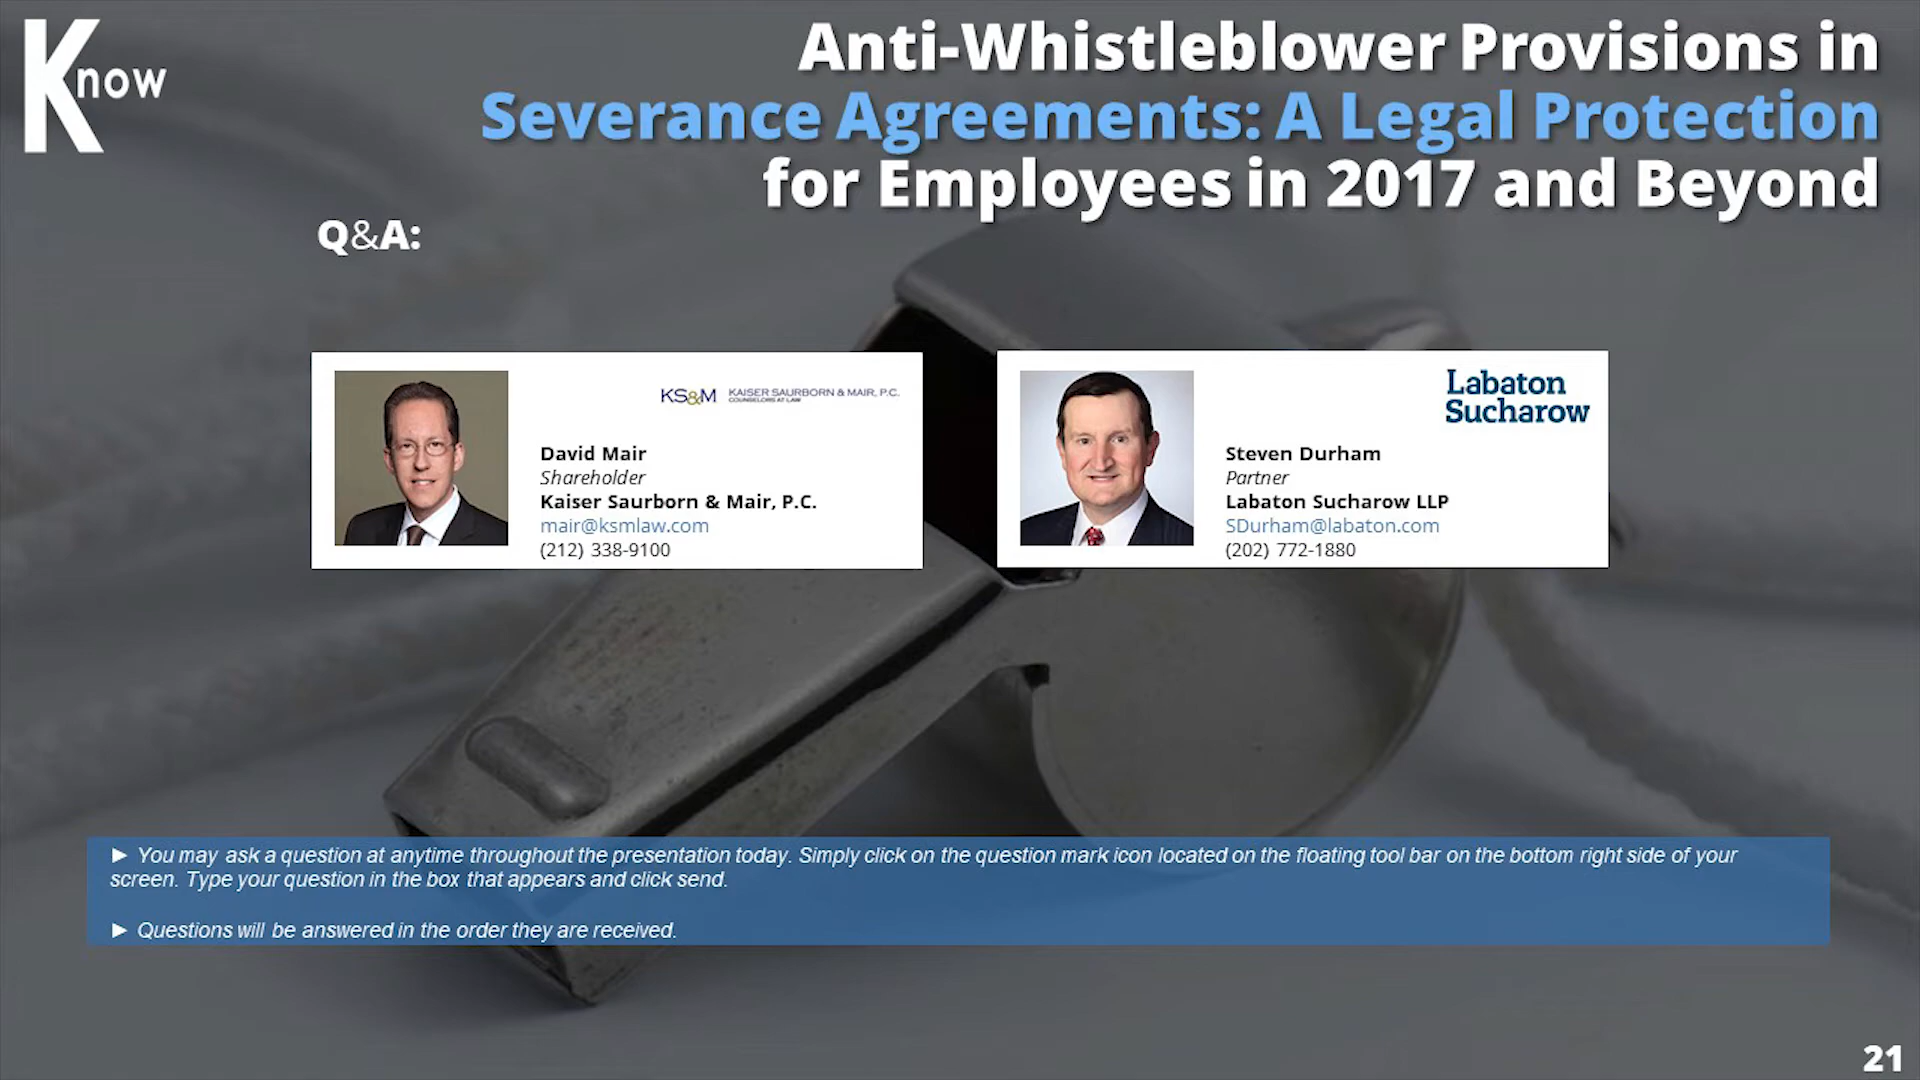 Know
Anti-Whistleblower Provisions in
Severance Agreements: A Legal Protection
for Employees in 2017 and Beyond
Q&A:
KS&M KAISER SAURBORN & MAIR, P.C.
COUNSELORS AT LAW
David Mair
Shareholder
Kaiser Saurborn & Mair, P.C.
mair@ksmlaw.com
(212) 338-9100
Labaton
Sucharow
Steven Durham
Partner
Labaton Sucharow LLP
SDurham@labaton.com
(202) 772-1880
► You may ask a question at anytime throughout the presentation today. Simply click on the question mark icon located on the floating tool bar on the bottom right side of your
screen. Type your question in the box that appears and click send.
► Questions will be answered in the order they are received.
21